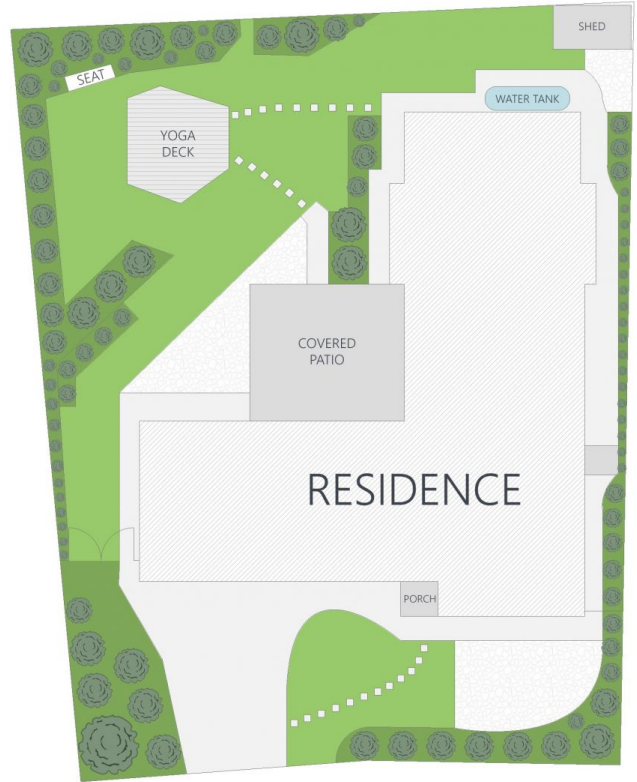 SHED
SEAT
WATER TANK
YOGA
DECK
COVERED
PATIO
RESIDENCE
PORCH